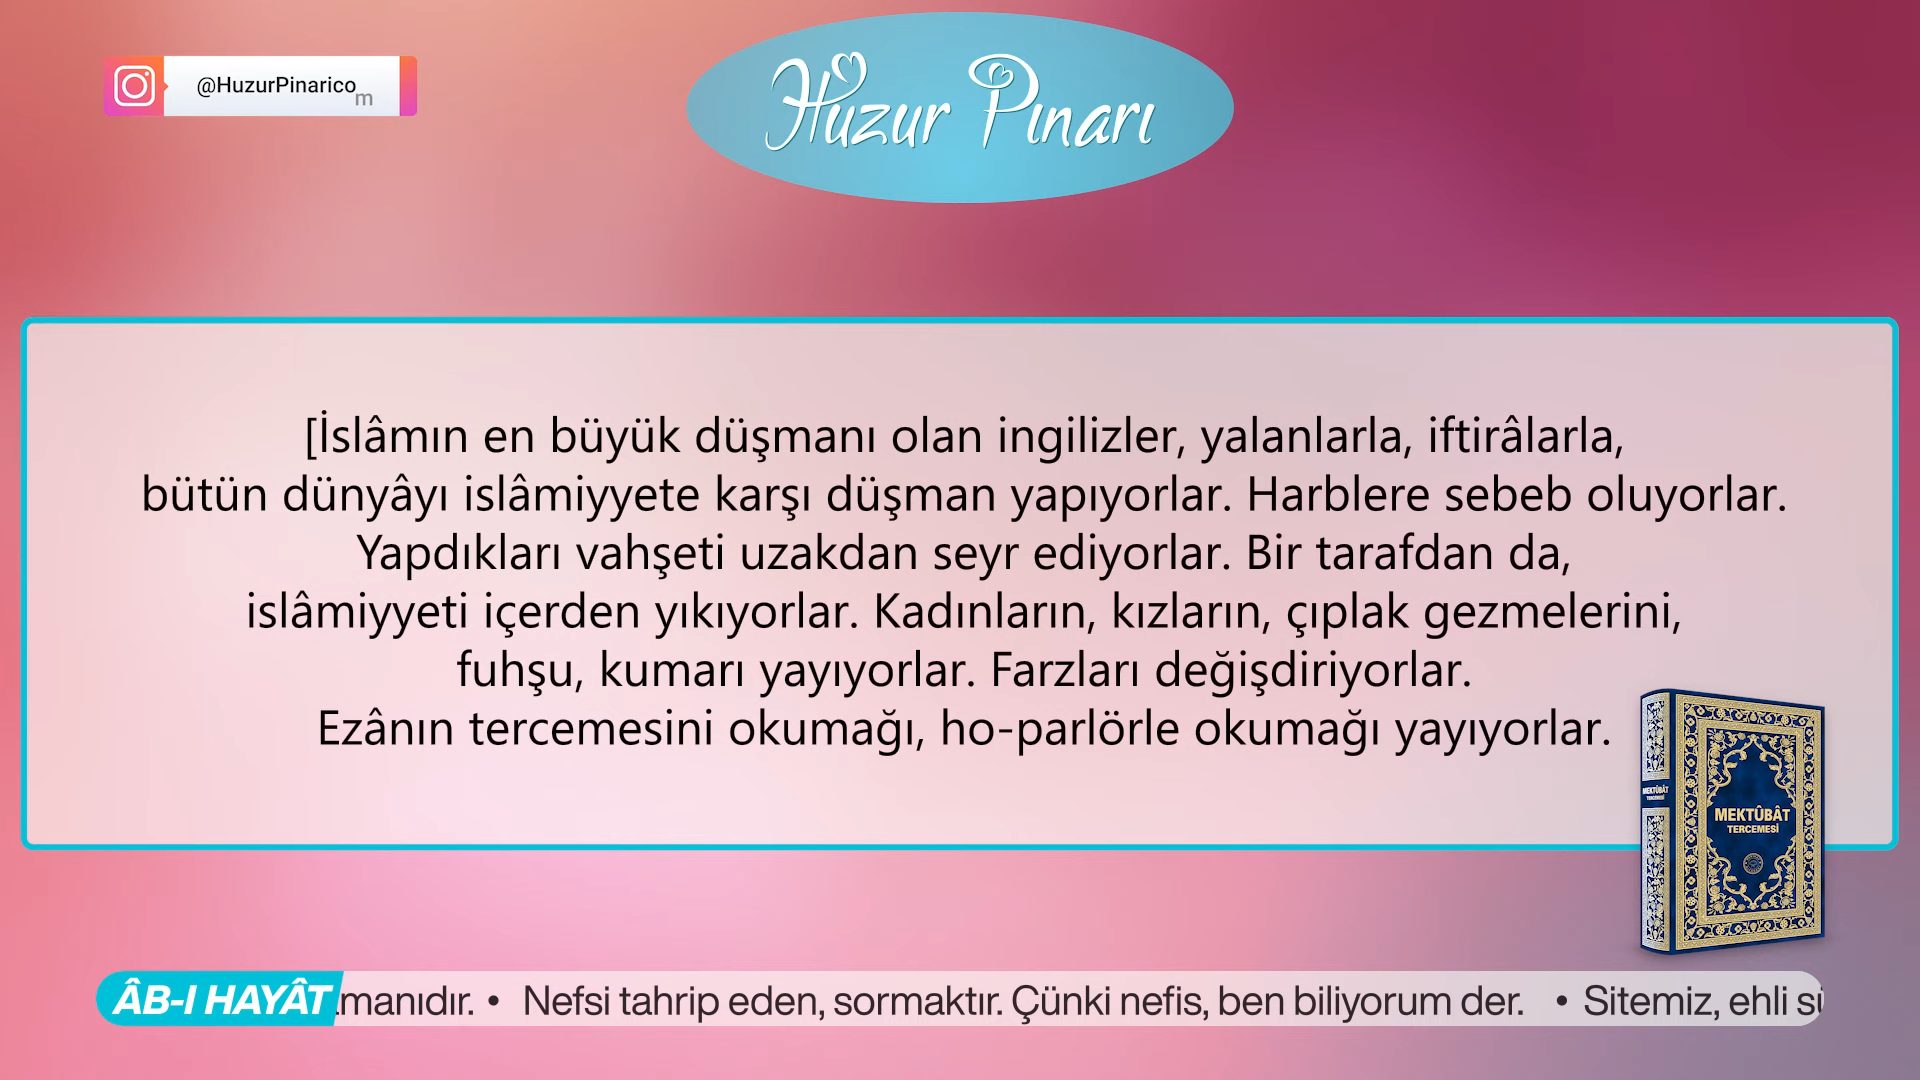 @HuzurPinaricom
Huzur Pınarı
[İslâmın en büyük düşmanı olan ingilizler, yalanlarla, iftirâlarla,
bütün dünyâyı islâmiyyete karşı düşman yapıyorlar. Harblere sebeb oluyorlar.
Yapdıkları vahşeti uzakdan seyr ediyorlar. Bir tarafdan da,
islâmiyyeti içerden yıkıyorlar. Kadınların, kızların, çıplak gezmelerini,
fuhşu, kumarı yayıyorlar. Farzları değişdiriyorlar.
Ezânın tercemesini okumağı, ho-parlörle okumağı yayıyorlar.
MEKTÛBÂT
TERCEMESİ
MEKTÛBÂT
TERCEMESİ
ÂB-I HAYÂT manıdır. • Nefsi tahrip eden, sormaktır. Çünki nefis, ben biliyorum der. • Sitemiz, ehli